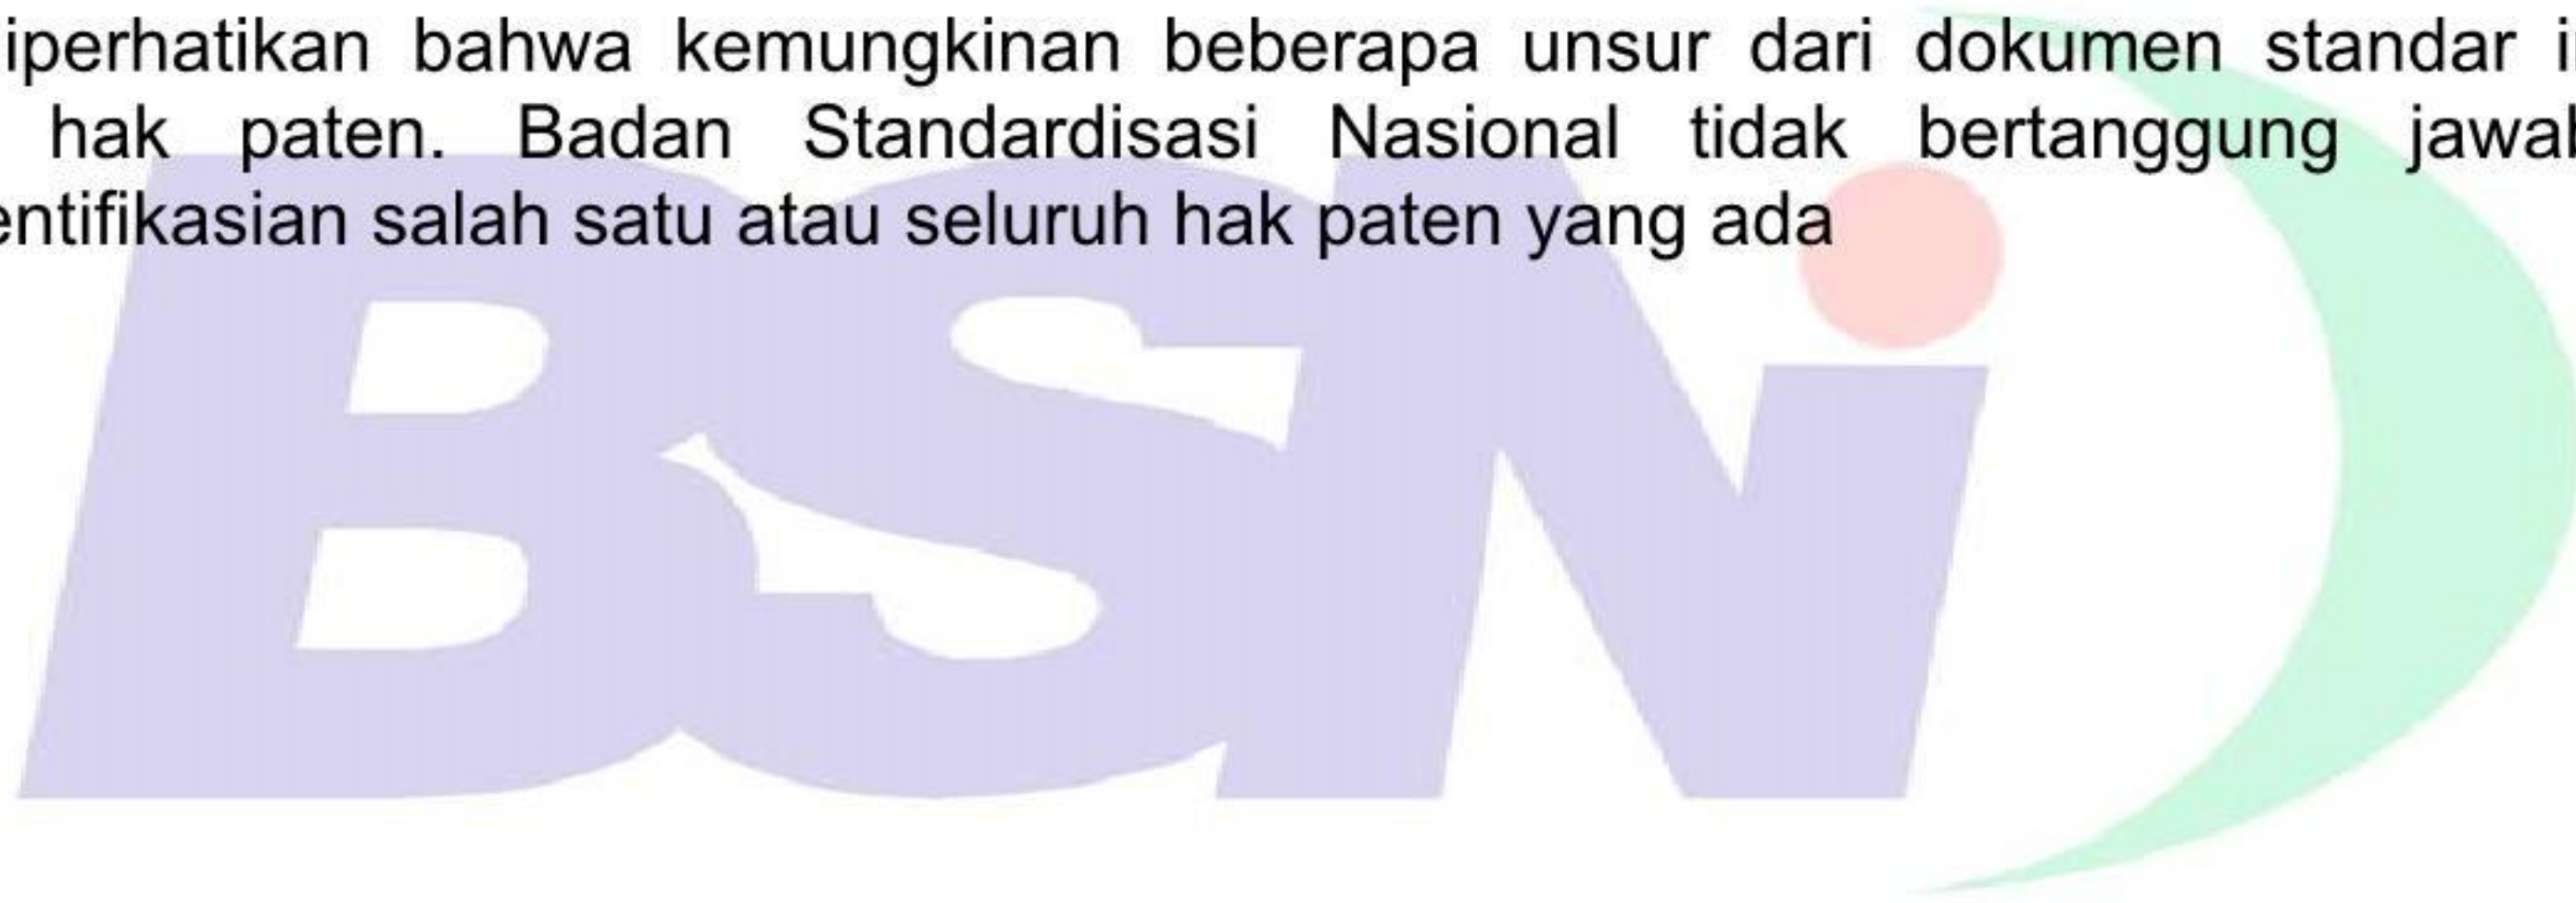 iperhatikan bahwa kemungkinan beberapa unsur dari dokumen standar
hak paten. Badan Standardisasi Nasional tidak bertanggung jawab
entifikasian salah satu atau seluruh hak paten yang ada
BSN